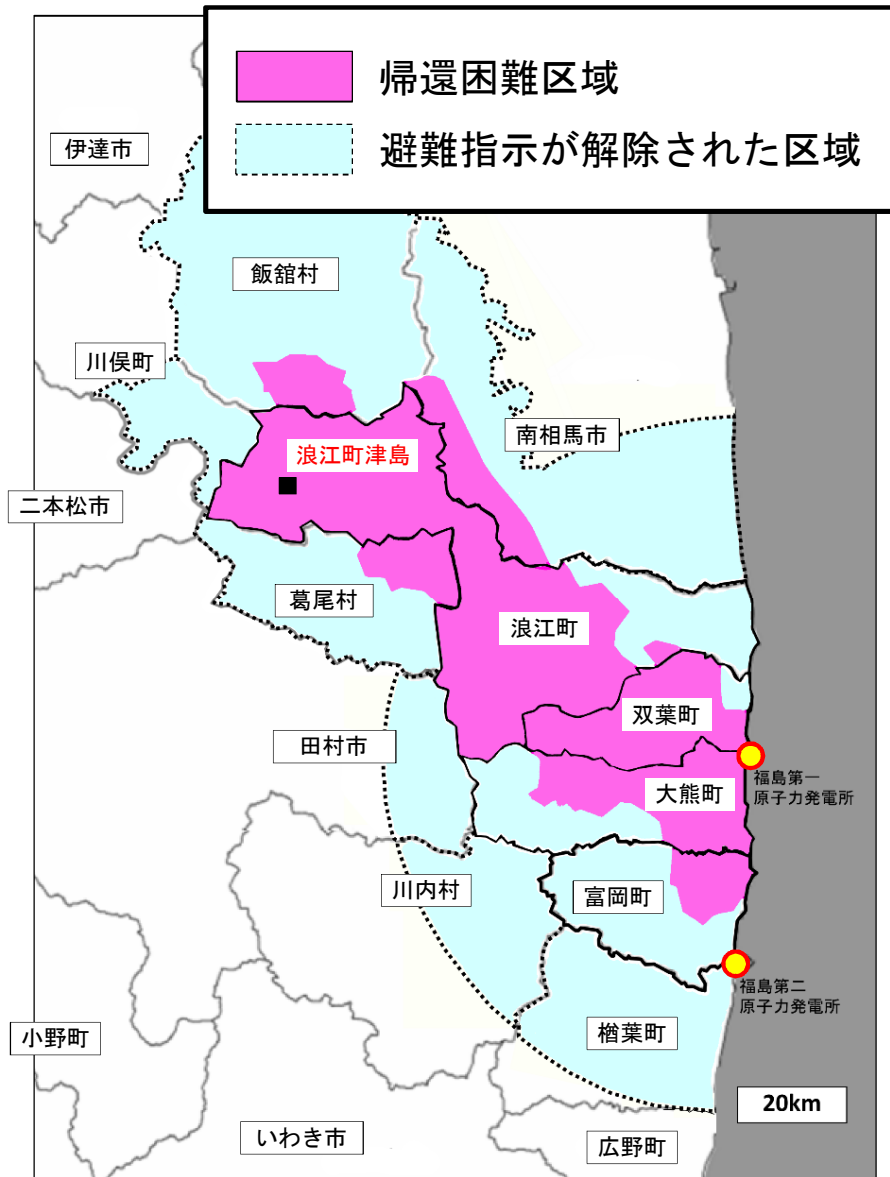 帰還困難区域
避難指示が解除された区域
伊達市
飯舘村
川俣町
南相馬市
浪江町津島
二本松市
葛尾村
浪江町
双葉町
田村市
福島第一
原子力発電所
大熊町
川内村
富岡町
福島第二
原子力発電所
小野町
楢葉町
20km
いわき市
広野町